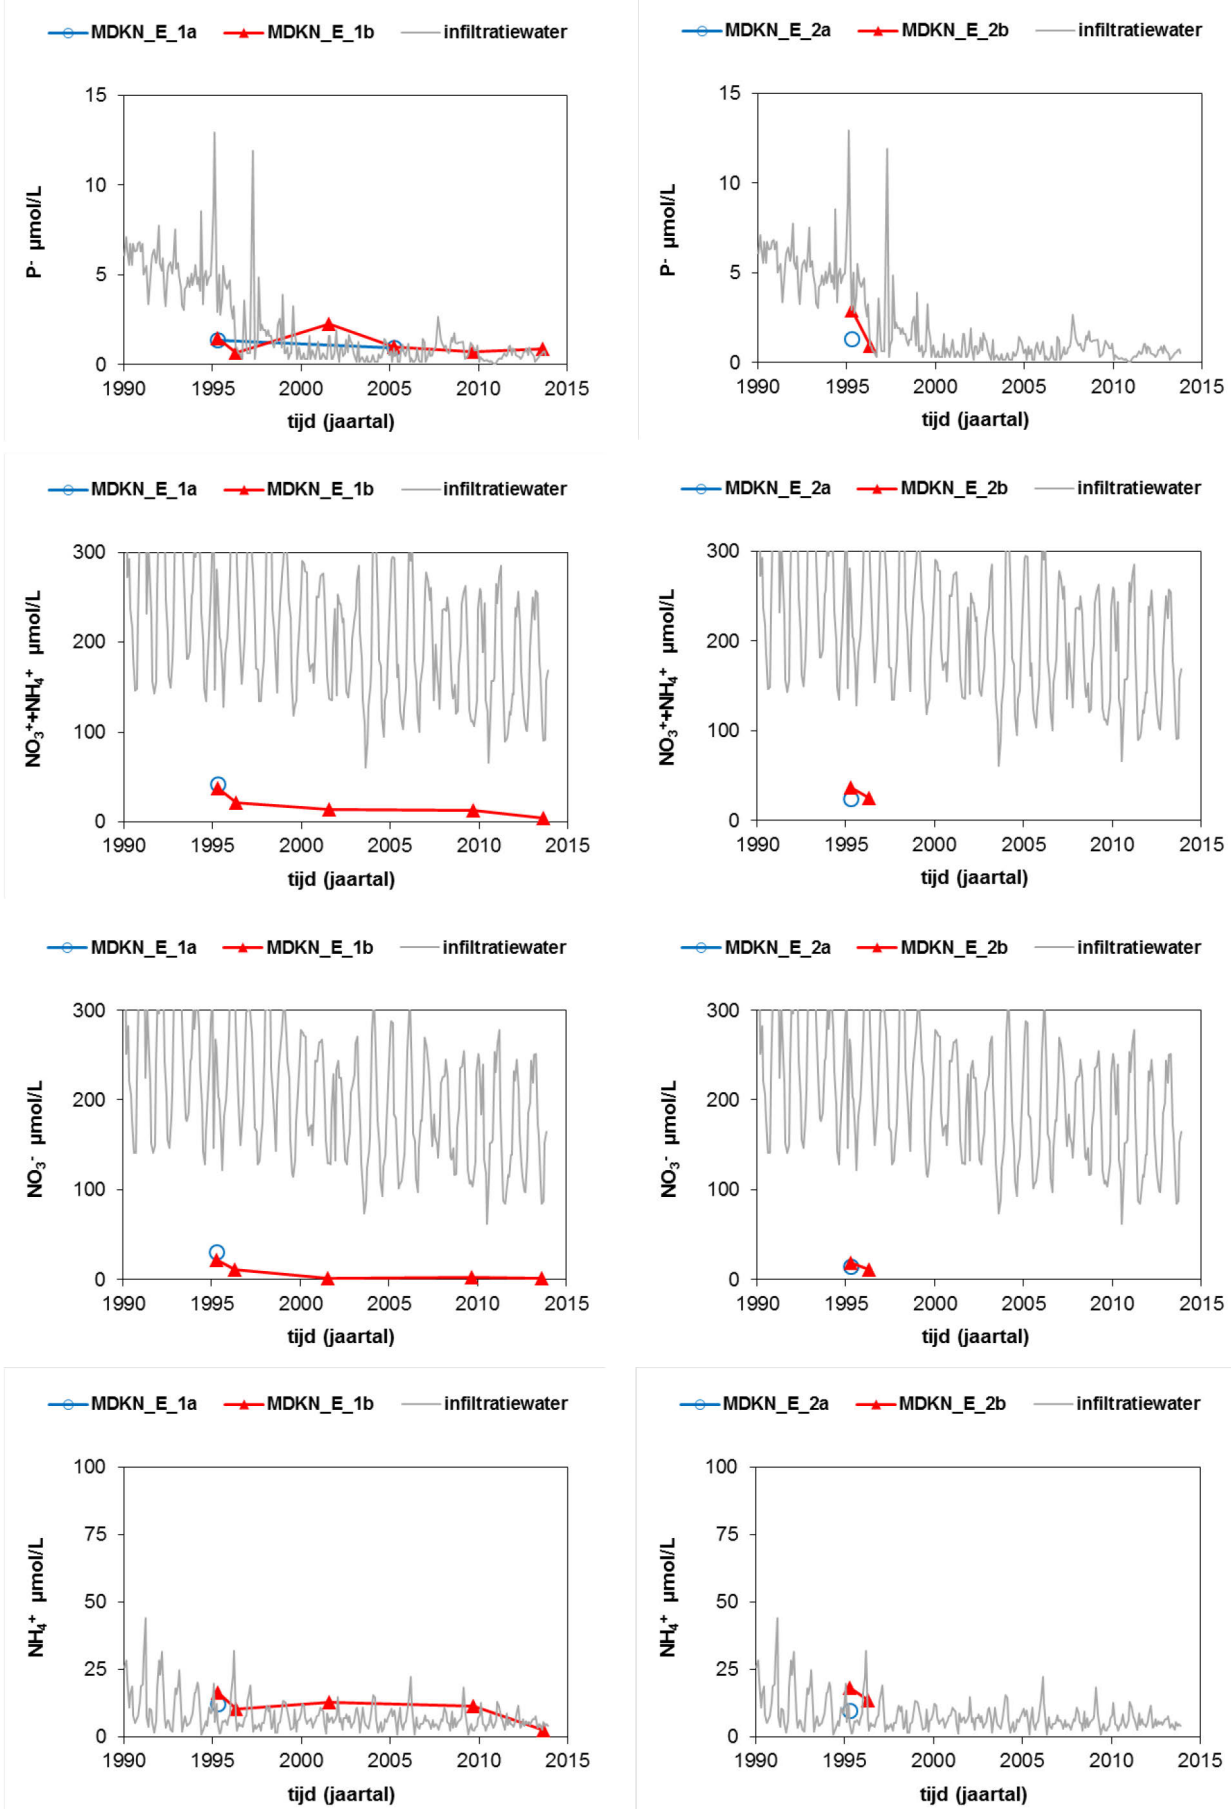 MDKN_E_1a MDKN_E_1b infiltratiewater
15
10
5
0
P- µmol/L
1990 1995 2000 2005 2010 2015
tijd (jaartal)
MDKN_E_2a MDKN_E_2b infiltratiewater
15
10
5
0
P- µmol/L
1990 1995 2000 2005 2010 2015
tijd (jaartal)
MDKN_E_1a MDKN_E_1b infiltratiewater
300
200
100
0
NO₃⁺+NH₄⁺ µmol/L
1990 1995 2000 2005 2010 2015
tijd (jaartal)
MDKN_E_2a MDKN_E_2b infiltratiewater
300
200
100
0
NO₃⁺+NH₄⁺ µmol/L
1990 1995 2000 2005 2010 2015
tijd (jaartal)
MDKN_E_1a MDKN_E_1b infiltratiewater
300
200
100
0
NO₃⁻ µmol/L
1990 1995 2000 2005 2010 2015
tijd (jaartal)
MDKN_E_2a MDKN_E_2b infiltratiewater
300
200
100
0
NO₃⁻ µmol/L
1990 1995 2000 2005 2010 2015
tijd (jaartal)
MDKN_E_1a MDKN_E_1b infiltratiewater
100
75
50
25
0
NH₄⁺ µmol/L
1990 1995 2000 2005 2010 2015
tijd (jaartal)
MDKN_E_2a MDKN_E_2b infiltratiewater
100
75
50
25
0
NH₄⁺ µmol/L
1990 1995 2000 2005 2010 2015
tijd (jaartal)